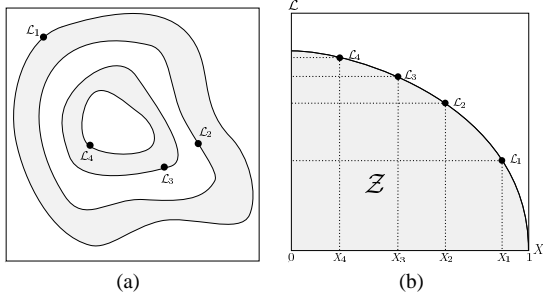 ℒ₁
ℒ₂
ℒ₄
ℒ₃
(a)
ℒ
ℒ₄
ℒ₃
ℒ₂
ℒ₁
𝒵
0 X₄ X₃ X₂ X₁ 1 X
(b)